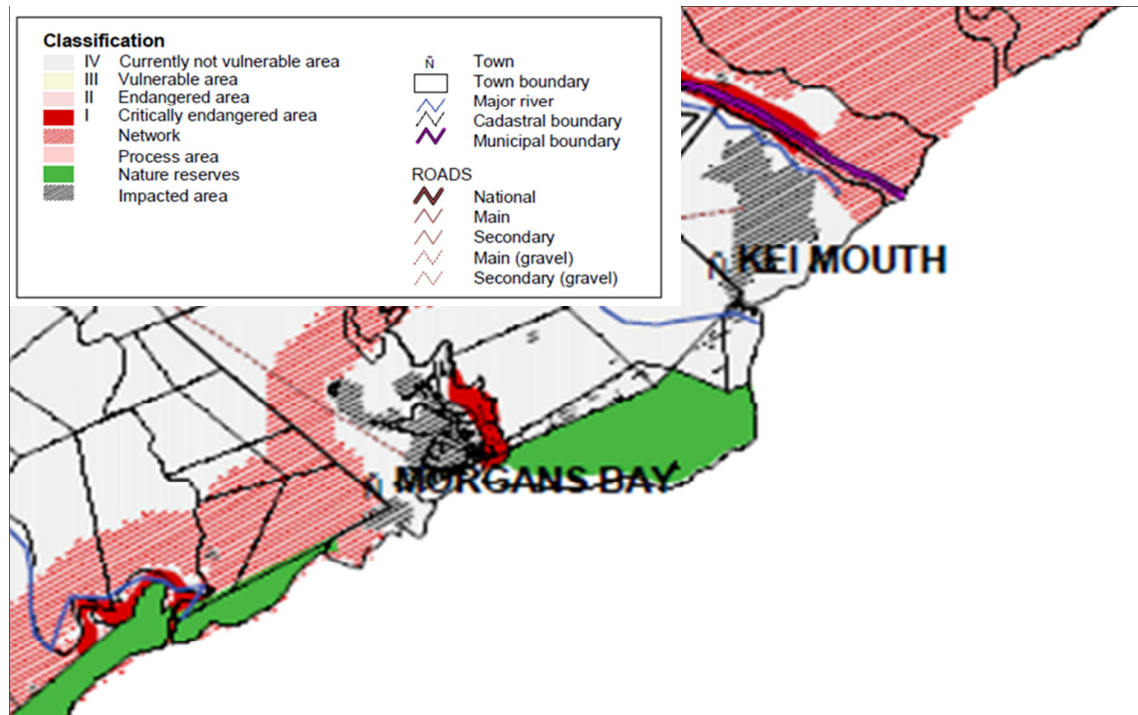 Classification
IV Currently not vulnerable area
III Vulnerable area
II Endangered area
I Critically endangered area
Network
Process area
Nature reserves
Impacted area
Ñ Town
Town boundary
Major river
Cadastral boundary
Municipal boundary
ROADS
National
Main
Secondary
Main (gravel)
Secondary (gravel)
Ñ KEI MOUTH
Ñ MORGANS BAY